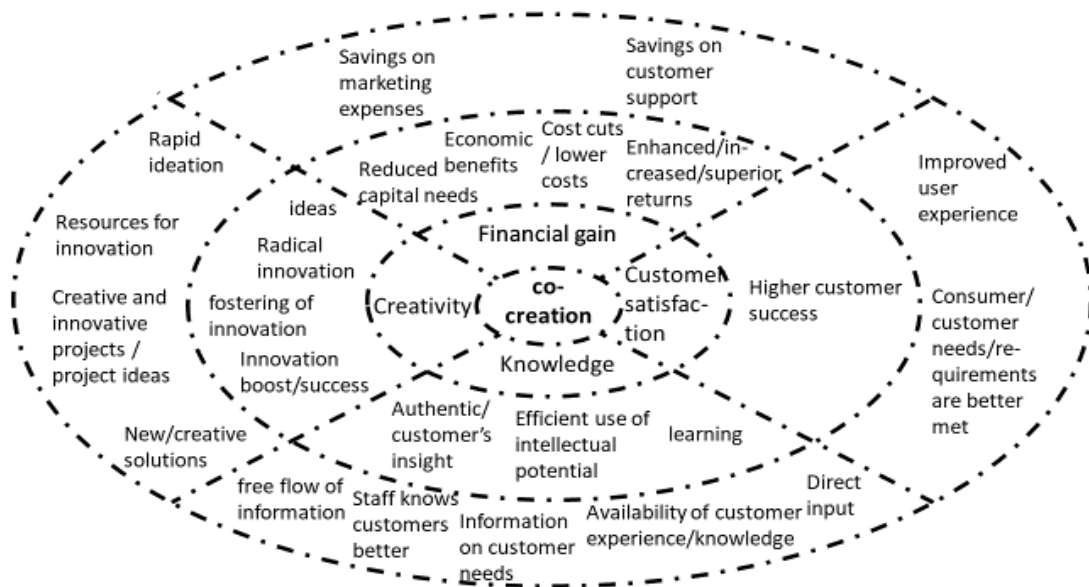 Savings on
marketing
expenses
Savings on
customer
support
Rapid
ideation
Economic
benefits
Cost cuts
/ lower
costs
Enhanced/in-
creased/superior
returns
Reduced
capital needs
Improved
user
experience
ideas
Resources for
innovation
Radical
innovation
Financial gain
Creative and
innovative
projects /
project ideas
fostering of
innovation
Creativity
co-
creation
Customer
satisfac-
tion
Higher customer
success
Consumer/
customer
needs/re-
quirements
are better
met
Innovation
boost/success
Knowledge
New/creative
solutions
Authentic/
customer's
insight
Efficient use of
intellectual
potential
learning
free flow of
information
Staff knows
customers
better
Information
on customer
needs
Availability of customer
experience/knowledge
Direct
input